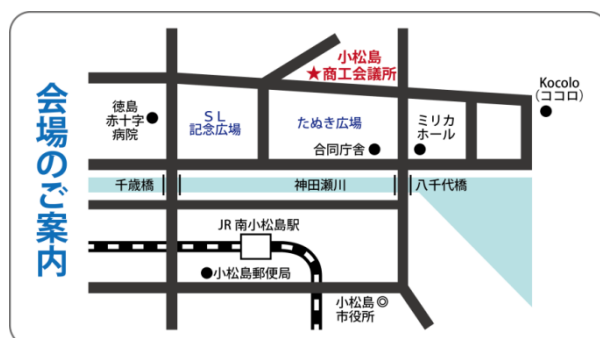 会場のご案内
小松島
★商工会議所
Kocolo
（ココロ）
徳島
赤十字
病院
ＳＬ
記念広場
たぬき広場
ミリカ
ホール
合同庁舎
千歳橋
神田瀬川
八千代橋
JR 南小松島駅
小松島郵便局
小松島
市役所